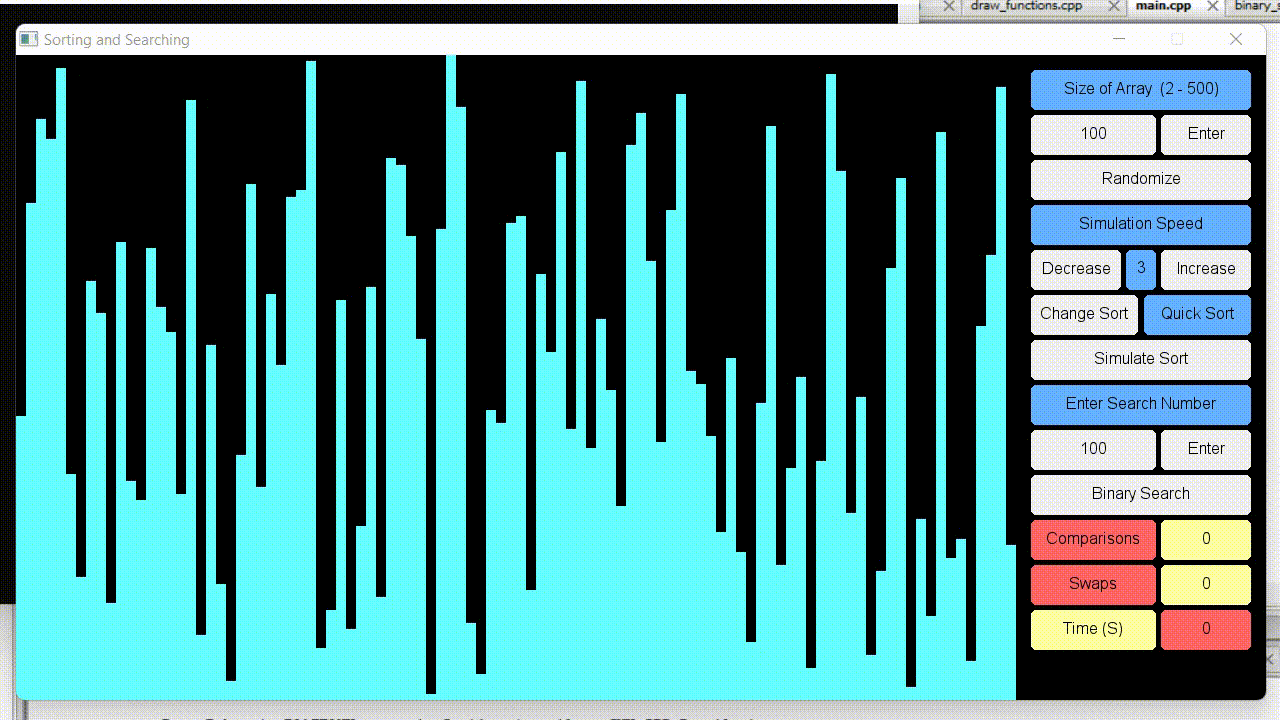 draw_functions.cpp main.cpp
Sorting and Searching
Size of Array (2 - 500)
100 Enter
Randomize
Simulation Speed
Decrease 3 Increase
Change Sort Quick Sort
Simulate Sort
Enter Search Number
100 Enter
Binary Search
Comparisons 0
Swaps 0
Time (S) 0